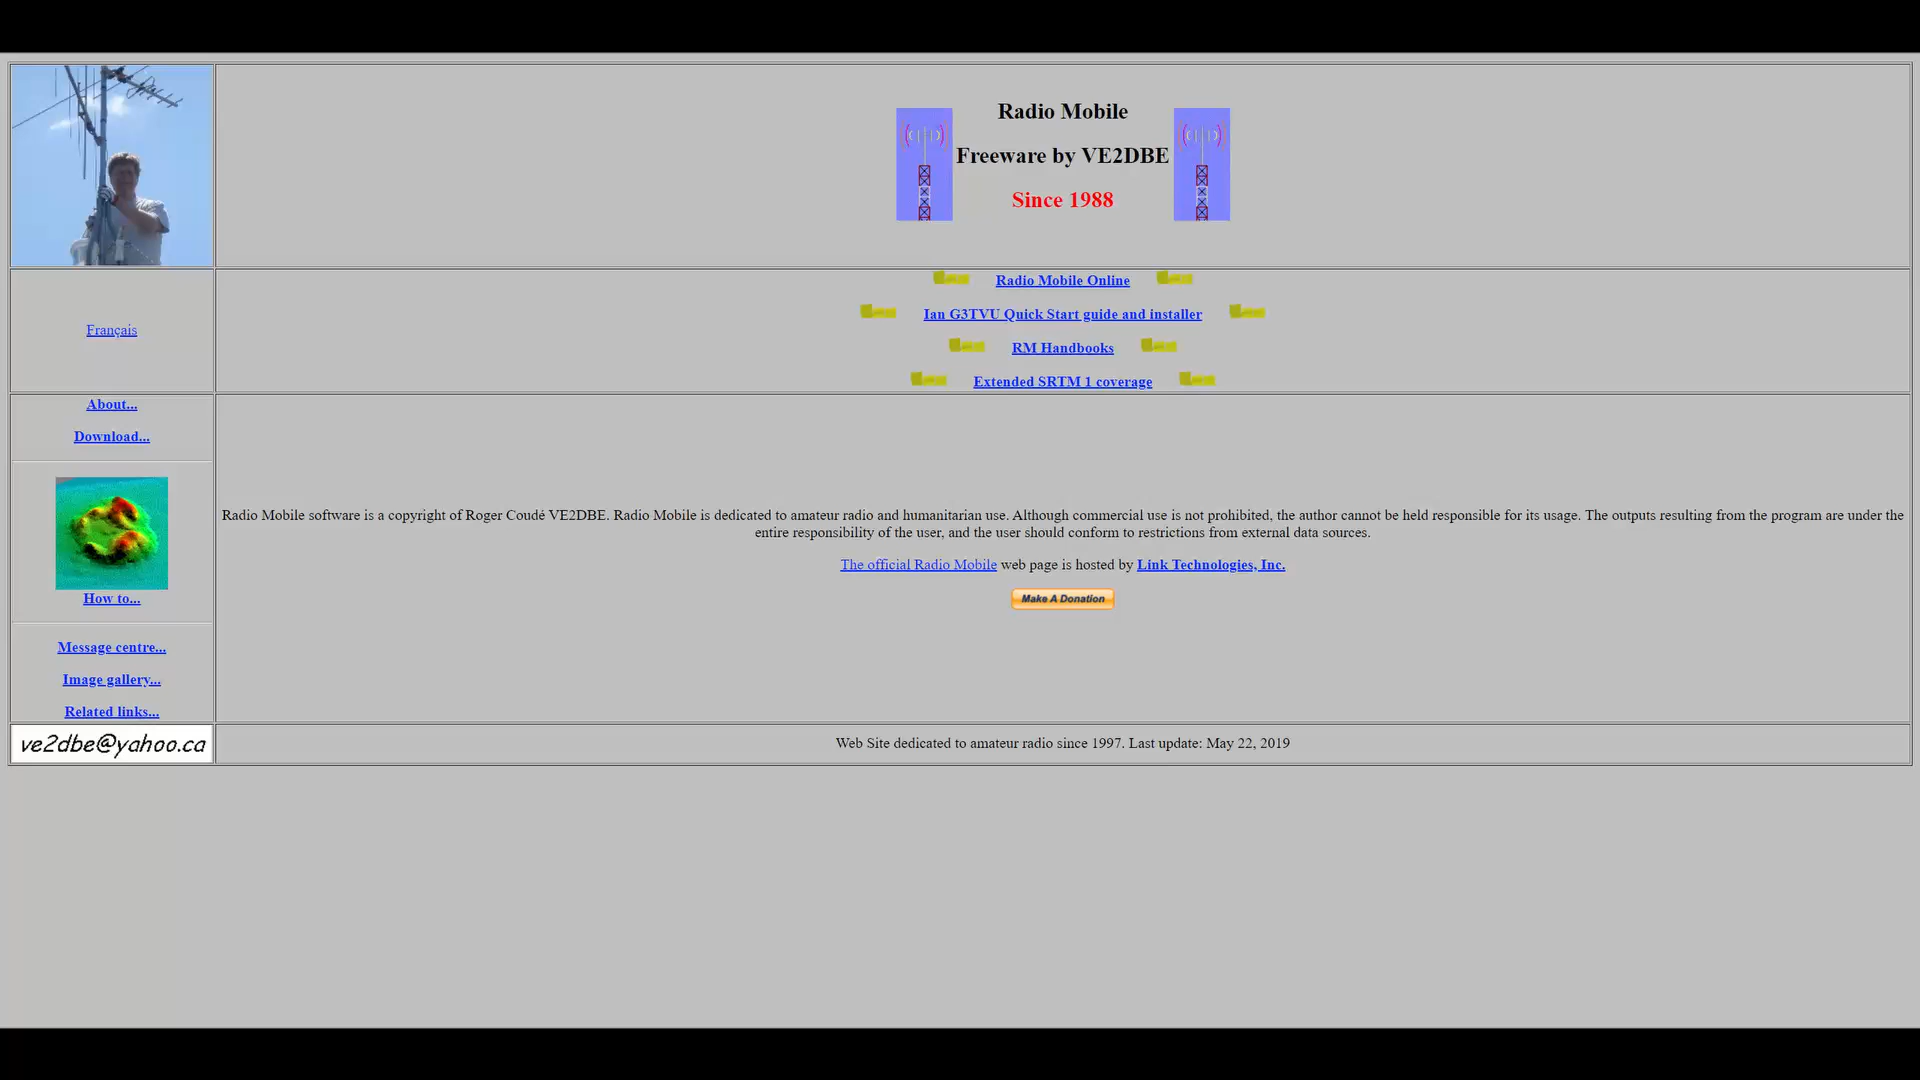 Radio Mobile
Freeware by VE2DBE
Since 1988
Français
Radio Mobile Online
Ian G3TVU Quick Start guide and installer
RM Handbooks
Extended SRTM 1 coverage
About...
Download...
How to...
Message centre...
Image gallery...
Related links...
Radio Mobile software is a copyright of Roger Coudé VE2DBE. Radio Mobile is dedicated to amateur radio and humanitarian use. Although commercial use is not prohibited, the author cannot be held responsible for its usage. The outputs resulting from the program are under the
entire responsibility of the user, and the user should conform to restrictions from external data sources.
The official Radio Mobile web page is hosted by Link Technologies, Inc.
Make A Donation
ve2dbe@yahoo.ca
Web Site dedicated to amateur radio since 1997. Last update: May 22, 2019